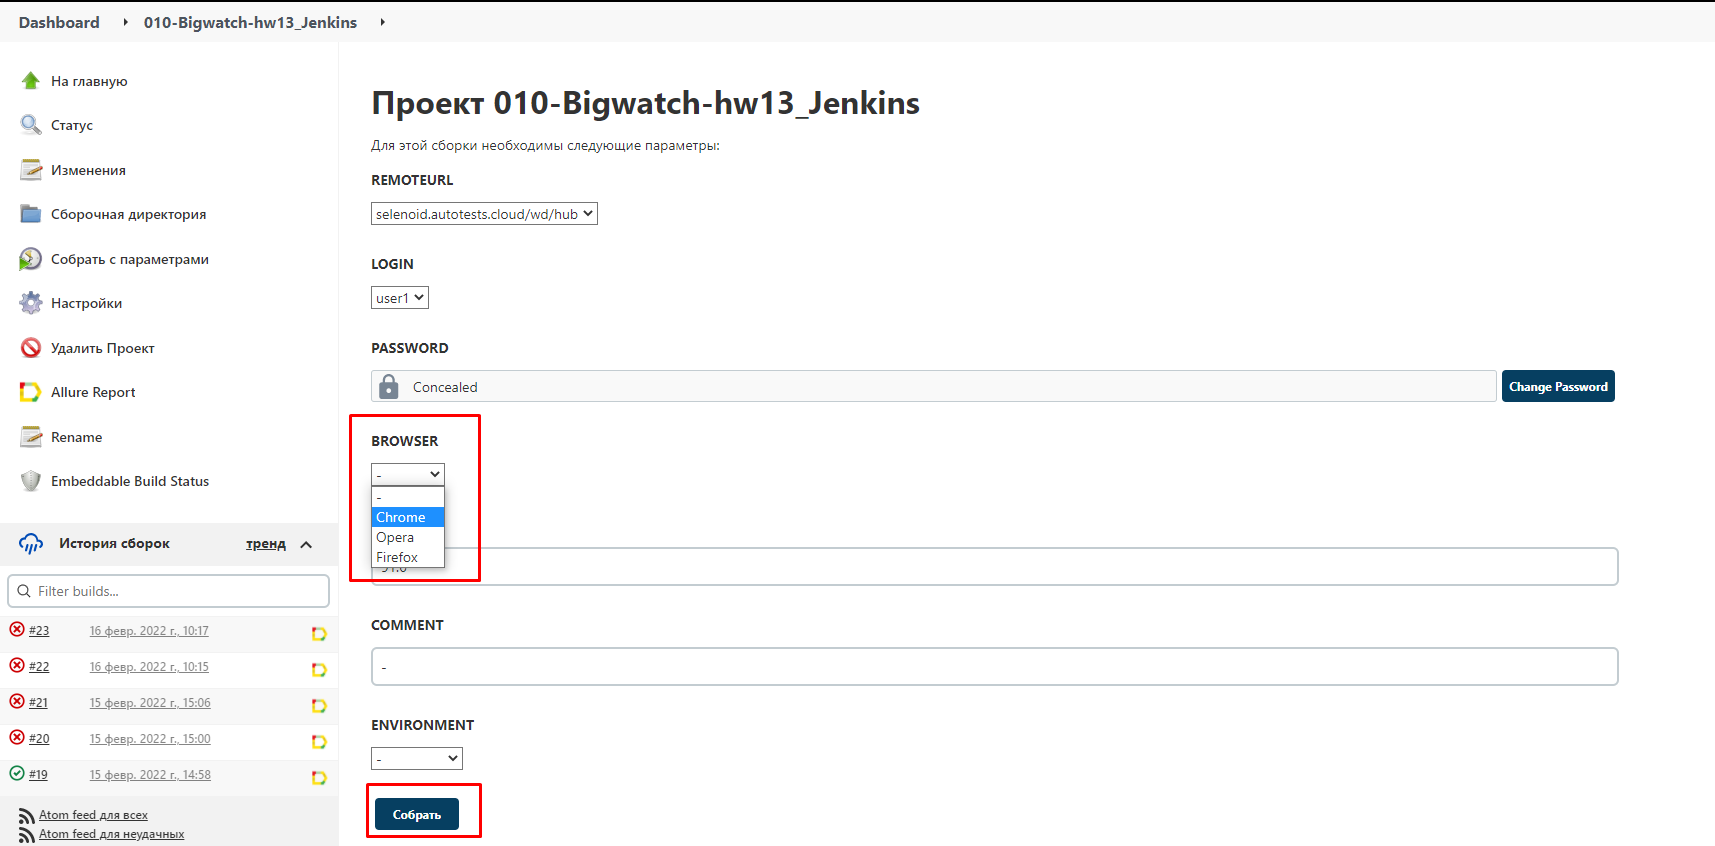 Dashboard
010-Bigwatch-hw13_Jenkins
На главную
Статус
Изменения
Сборочная директория
Собрать с параметрами
Настройки
Удалить Проект
Allure Report
Rename
Embeddable Build Status
История сборок
тренд
Filter builds...
#23 16 февр. 2022 г., 10:17
#22 16 февр. 2022 г., 10:15
#21 15 февр. 2022 г., 15:06
#20 15 февр. 2022 г., 15:00
#19 15 февр. 2022 г., 14:58
Atom feed для всех
Atom feed для неудачных
Проект 010-Bigwatch-hw13_Jenkins
Для этой сборки необходимы следующие параметры:
REMOTEURL
selenoid.autotests.cloud/wd/hub
LOGIN
user1
PASSWORD
Concealed
Change Password
BROWSER
-
-
Chrome
Opera
Firefox
COMMENT
-
ENVIRONMENT
-
Собрать